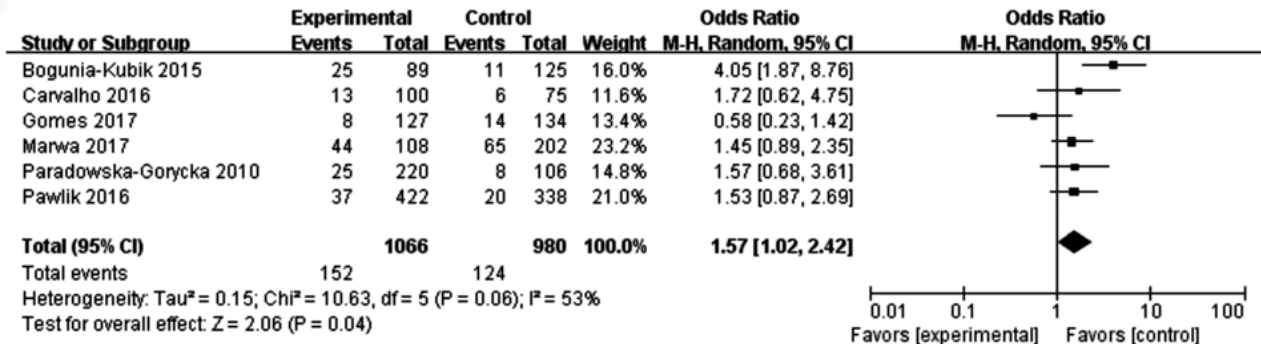 Experimental Control Odds Ratio Odds Ratio
Study or Subgroup Events Total Events Total Weight M-H, Random, 95% CI M-H, Random, 95% CI
Bogunia-Kubik 2015 25 89 11 125 16.0% 4.05 [1.87, 8.76]
Carvalho 2016 13 100 6 75 11.6% 1.72 [0.62, 4.75]
Gomes 2017 8 127 14 134 13.4% 0.58 [0.23, 1.42]
Marwa 2017 44 108 65 202 23.2% 1.45 [0.89, 2.35]
Paradowska-Gorycka 2010 25 220 8 106 14.8% 1.57 [0.68, 3.61]
Pawlik 2016 37 422 20 338 21.0% 1.53 [0.87, 2.69]
Total (95% CI) 1066 980 100.0% 1.57 [1.02, 2.42]
Total events 152 124
Heterogeneity: Tau² = 0.15; Chi² = 10.63, df = 5 (P = 0.06); I² = 53%
Test for overall effect: Z = 2.06 (P = 0.04)
0.01 0.1 1 10 100
Favors [experimental] Favors [control]